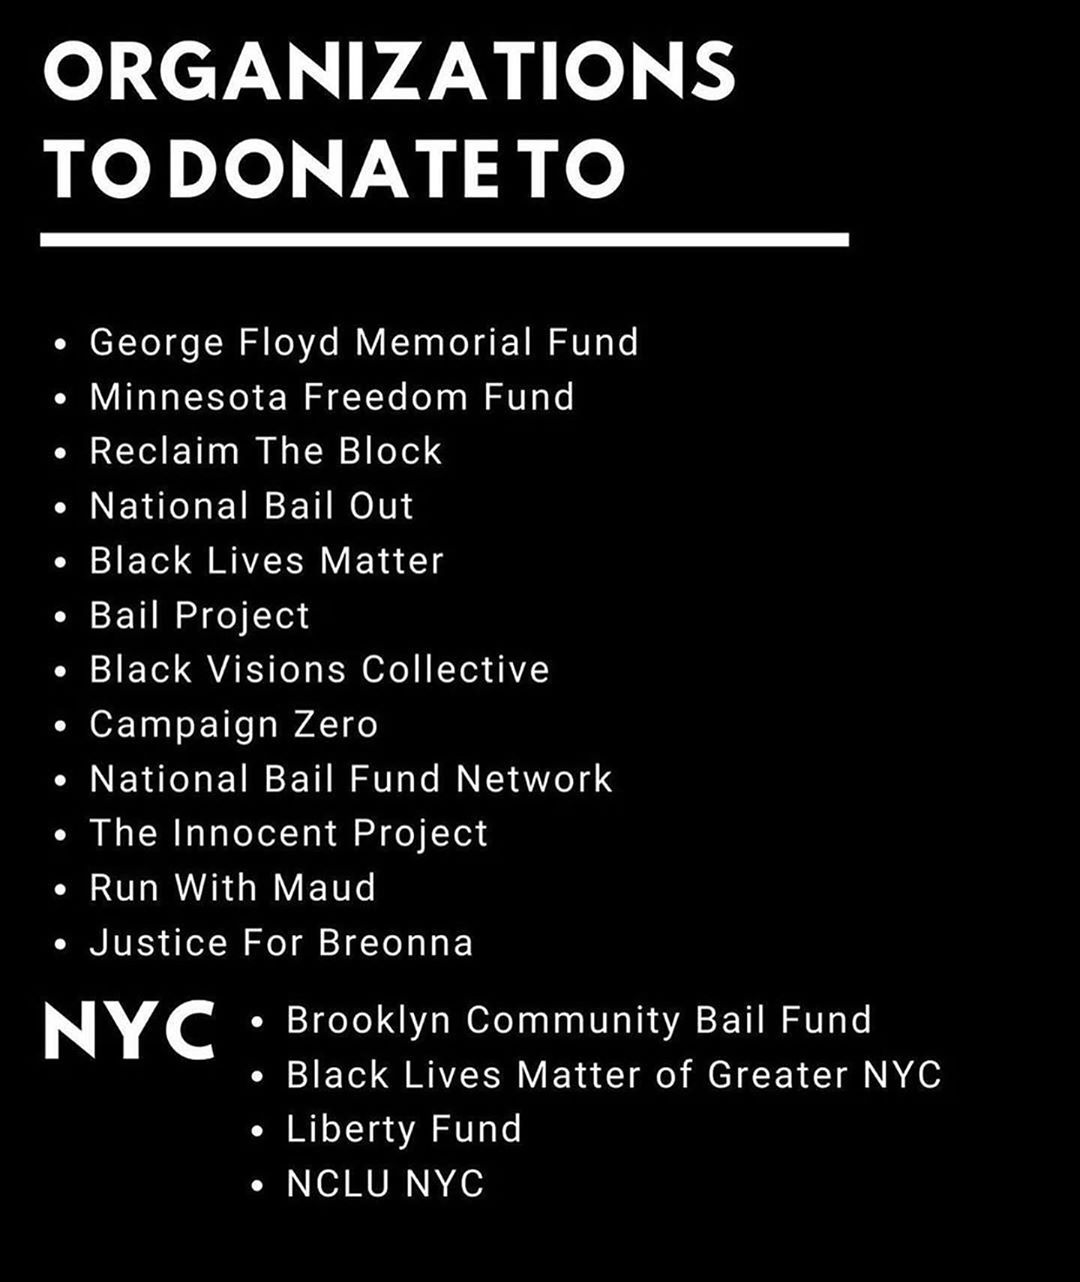 ORGANIZATIONS
TO DONATE TO
• George Floyd Memorial Fund
• Minnesota Freedom Fund
• Reclaim The Block
• National Bail Out
• Black Lives Matter
• Bail Project
• Black Visions Collective
• Campaign Zero
• National Bail Fund Network
• The Innocent Project
• Run With Maud
• Justice For Breonna
NYC
• Brooklyn Community Bail Fund
• Black Lives Matter of Greater NYC
• Liberty Fund
• NCLU NYC